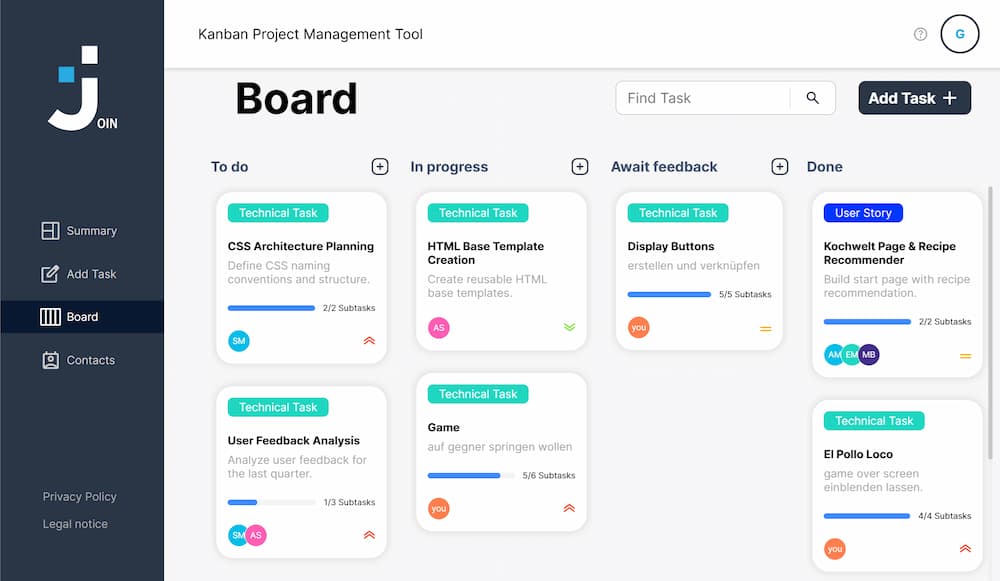 Kanban Project Management Tool
?
G
JOIN
Summary
Add Task
Board
Contacts
Privacy Policy
Legal notice
Board
Find Task
Add Task
To do
Technical Task
CSS Architecture Planning
Define CSS naming
conventions and structure.
2/2 Subtasks
SM
Technical Task
User Feedback Analysis
Analyze user feedback for
the last quarter.
1/3 Subtasks
SM AS
In progress
Technical Task
HTML Base Template
Creation
Create reusable HTML
base templates.
AS
Technical Task
Game
auf gegner springen wollen
5/6 Subtasks
you
Await feedback
Technical Task
Display Buttons
erstellen und verknüpfen
5/5 Subtasks
you
Done
User Story
Kochwelt Page & Recipe
Recommender
Build start page with recipe
recommendation.
2/2 Subtasks
AM EM MB
Technical Task
El Pollo Loco
game over screen
einblenden lassen.
4/4 Subtasks
you